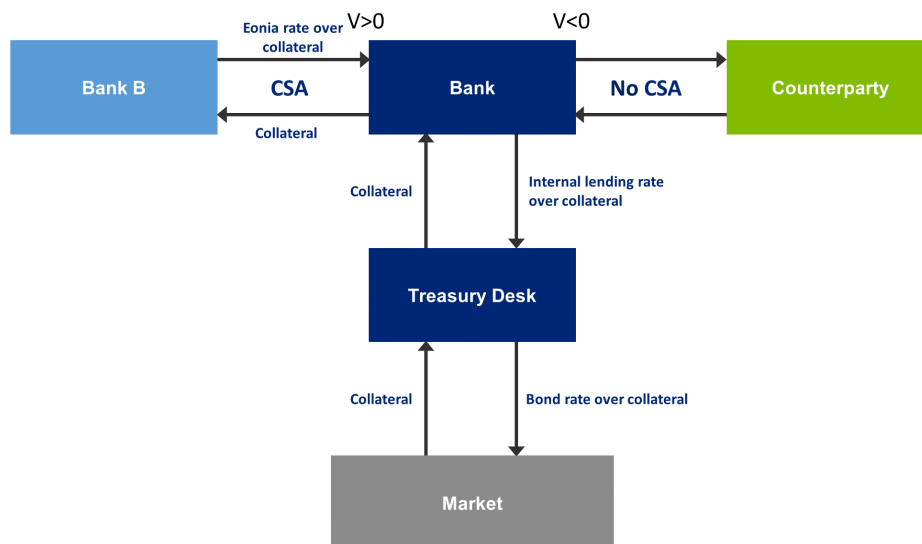 V>0
V<0
Eonia rate over
collateral
Bank B
CSA
Bank
No CSA
Counterparty
Collateral
Collateral
Internal lending rate
over collateral
Treasury Desk
Collateral
Bond rate over collateral
Market